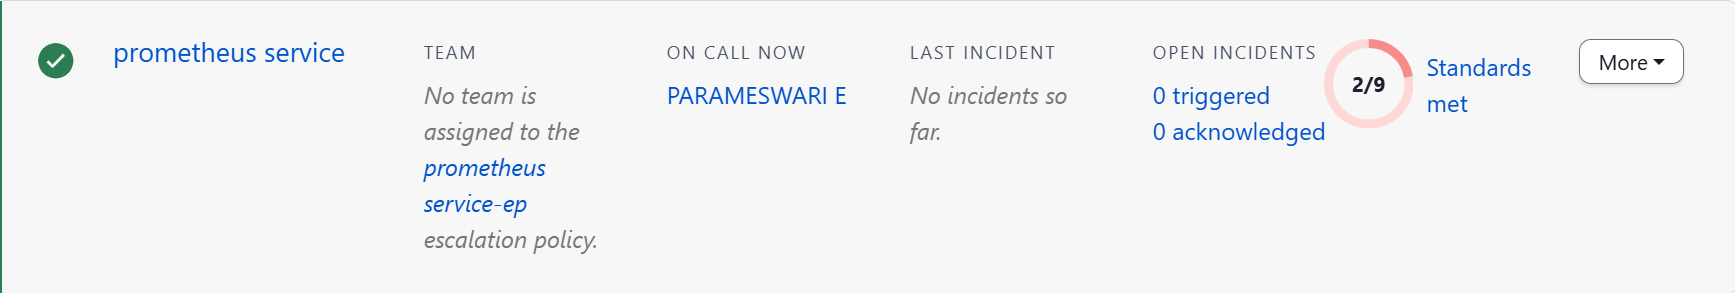 prometheus service
TEAM
No team is
assigned to the
prometheus
service-ep
escalation policy.
ON CALL NOW
PARAMESWARI E
LAST INCIDENT
No incidents so
far.
OPEN INCIDENTS
0 triggered
0 acknowledged
2/9
Standards
met
More